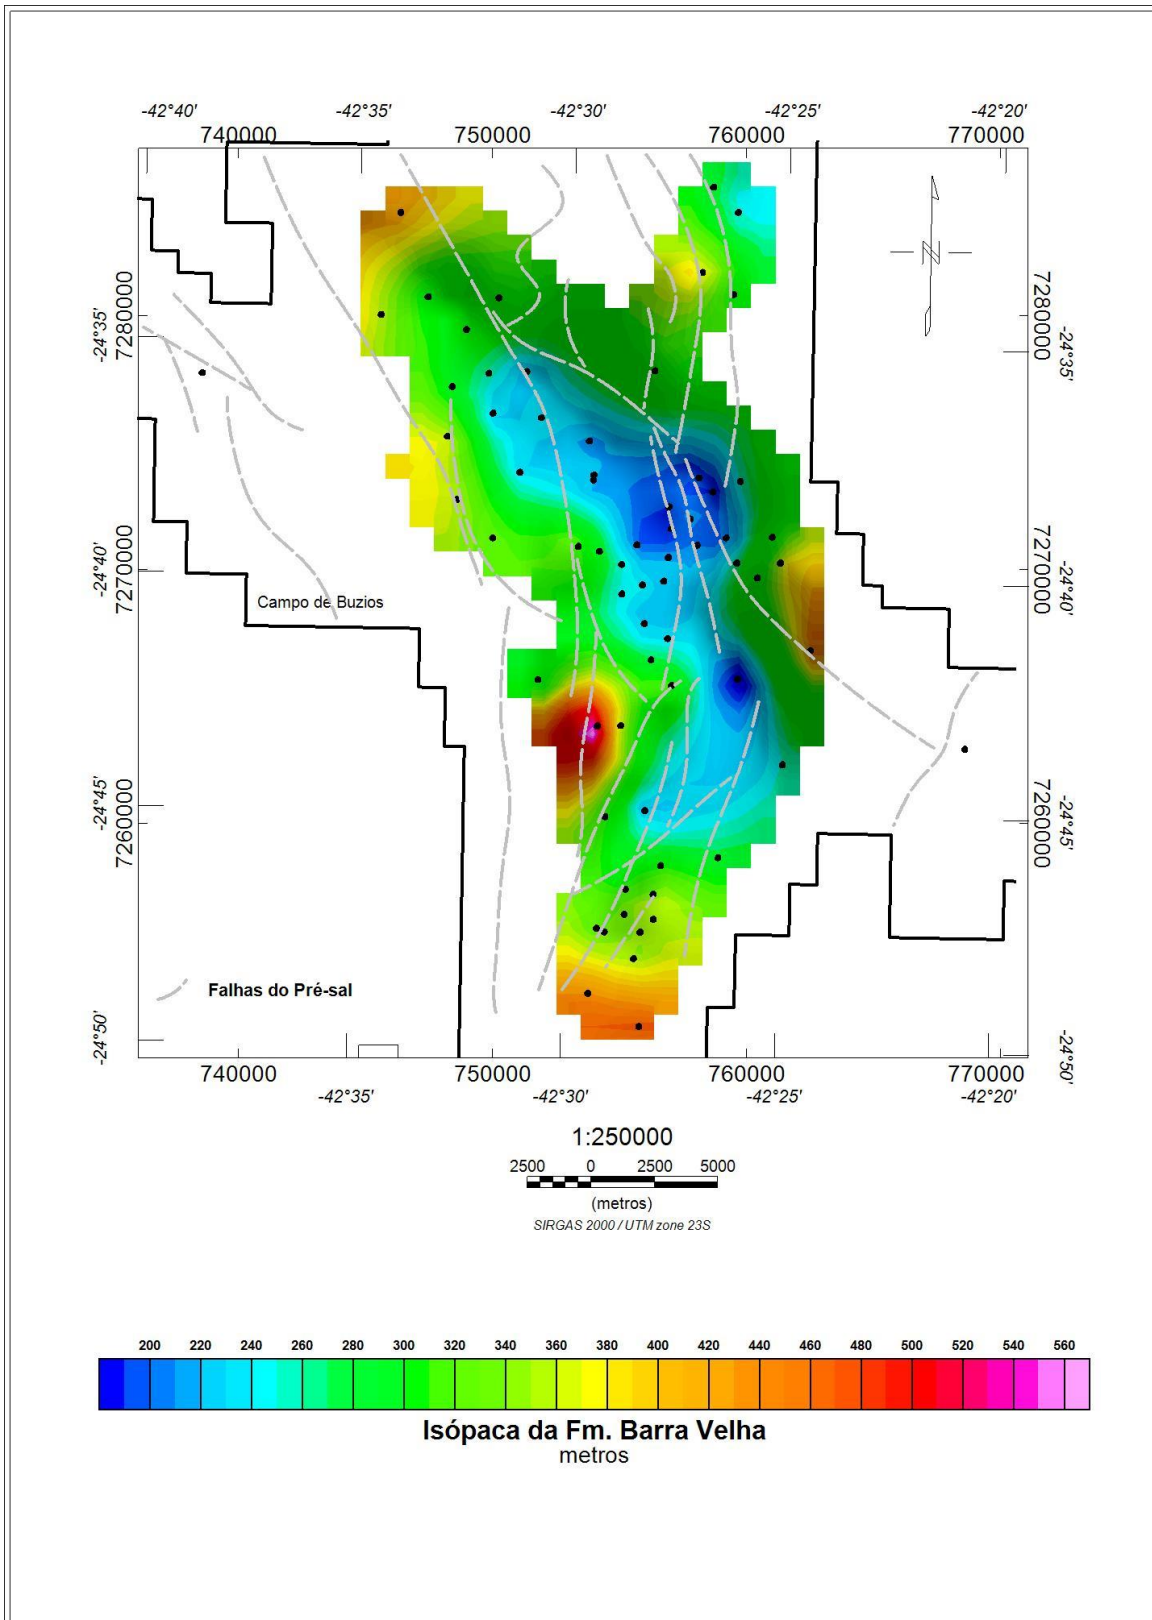 -42°40' -42°35' -42°30' -42°25' -42°20'
740000 750000 760000 770000
N
7280000 7280000
-24°35' -24°35'
7270000 7270000
-24°40' -24°40'
Campo de Buzios
7260000 7260000
-24°45' -24°45'
Falhas do Pré-sal
-24°50' -24°50'
740000 750000 760000 770000
-42°35' -42°30' -42°25' -42°20'
1:250000
2500 0 2500 5000
(metros)
SIRGAS 2000 / UTM zone 23S
200 220 240 260 280 300 320 340 360 380 400 420 440 460 480 500 520 540 560
Isópaca da Fm. Barra Velha
metros